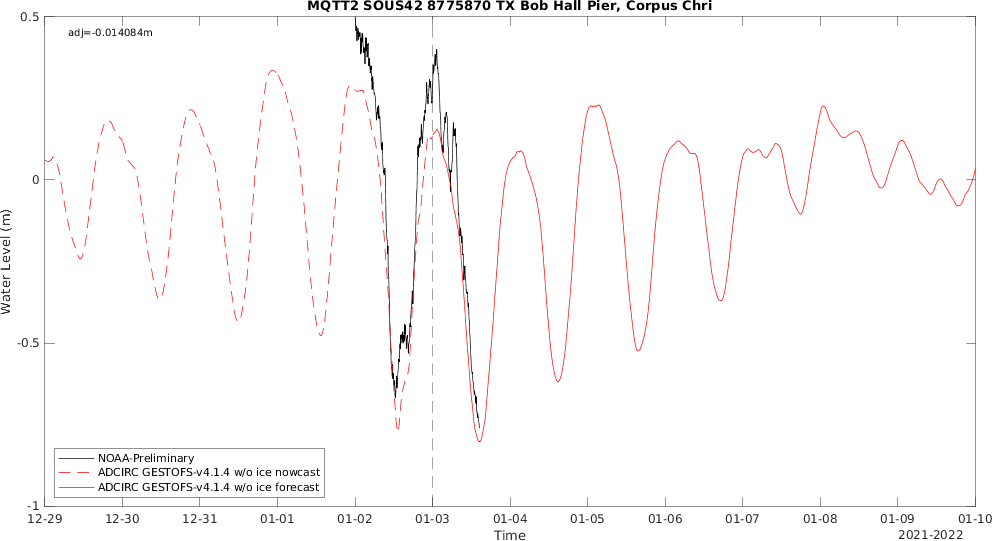 MQTT2 SOUS42 8775870 TX Bob Hall Pier, Corpus Chri
adj=-0.014084m
0.5
0
-0.5
-1
Water Level (m)
NOAA-Preliminary
ADCIRC GESTOFS-v4.1.4 w/o ice nowcast
ADCIRC GESTOFS-v4.1.4 w/o ice forecast
12-29 12-30 12-31 01-01 01-02 01-03 01-04 01-05 01-06 01-07 01-08 01-09 01-10
Time
2021-2022